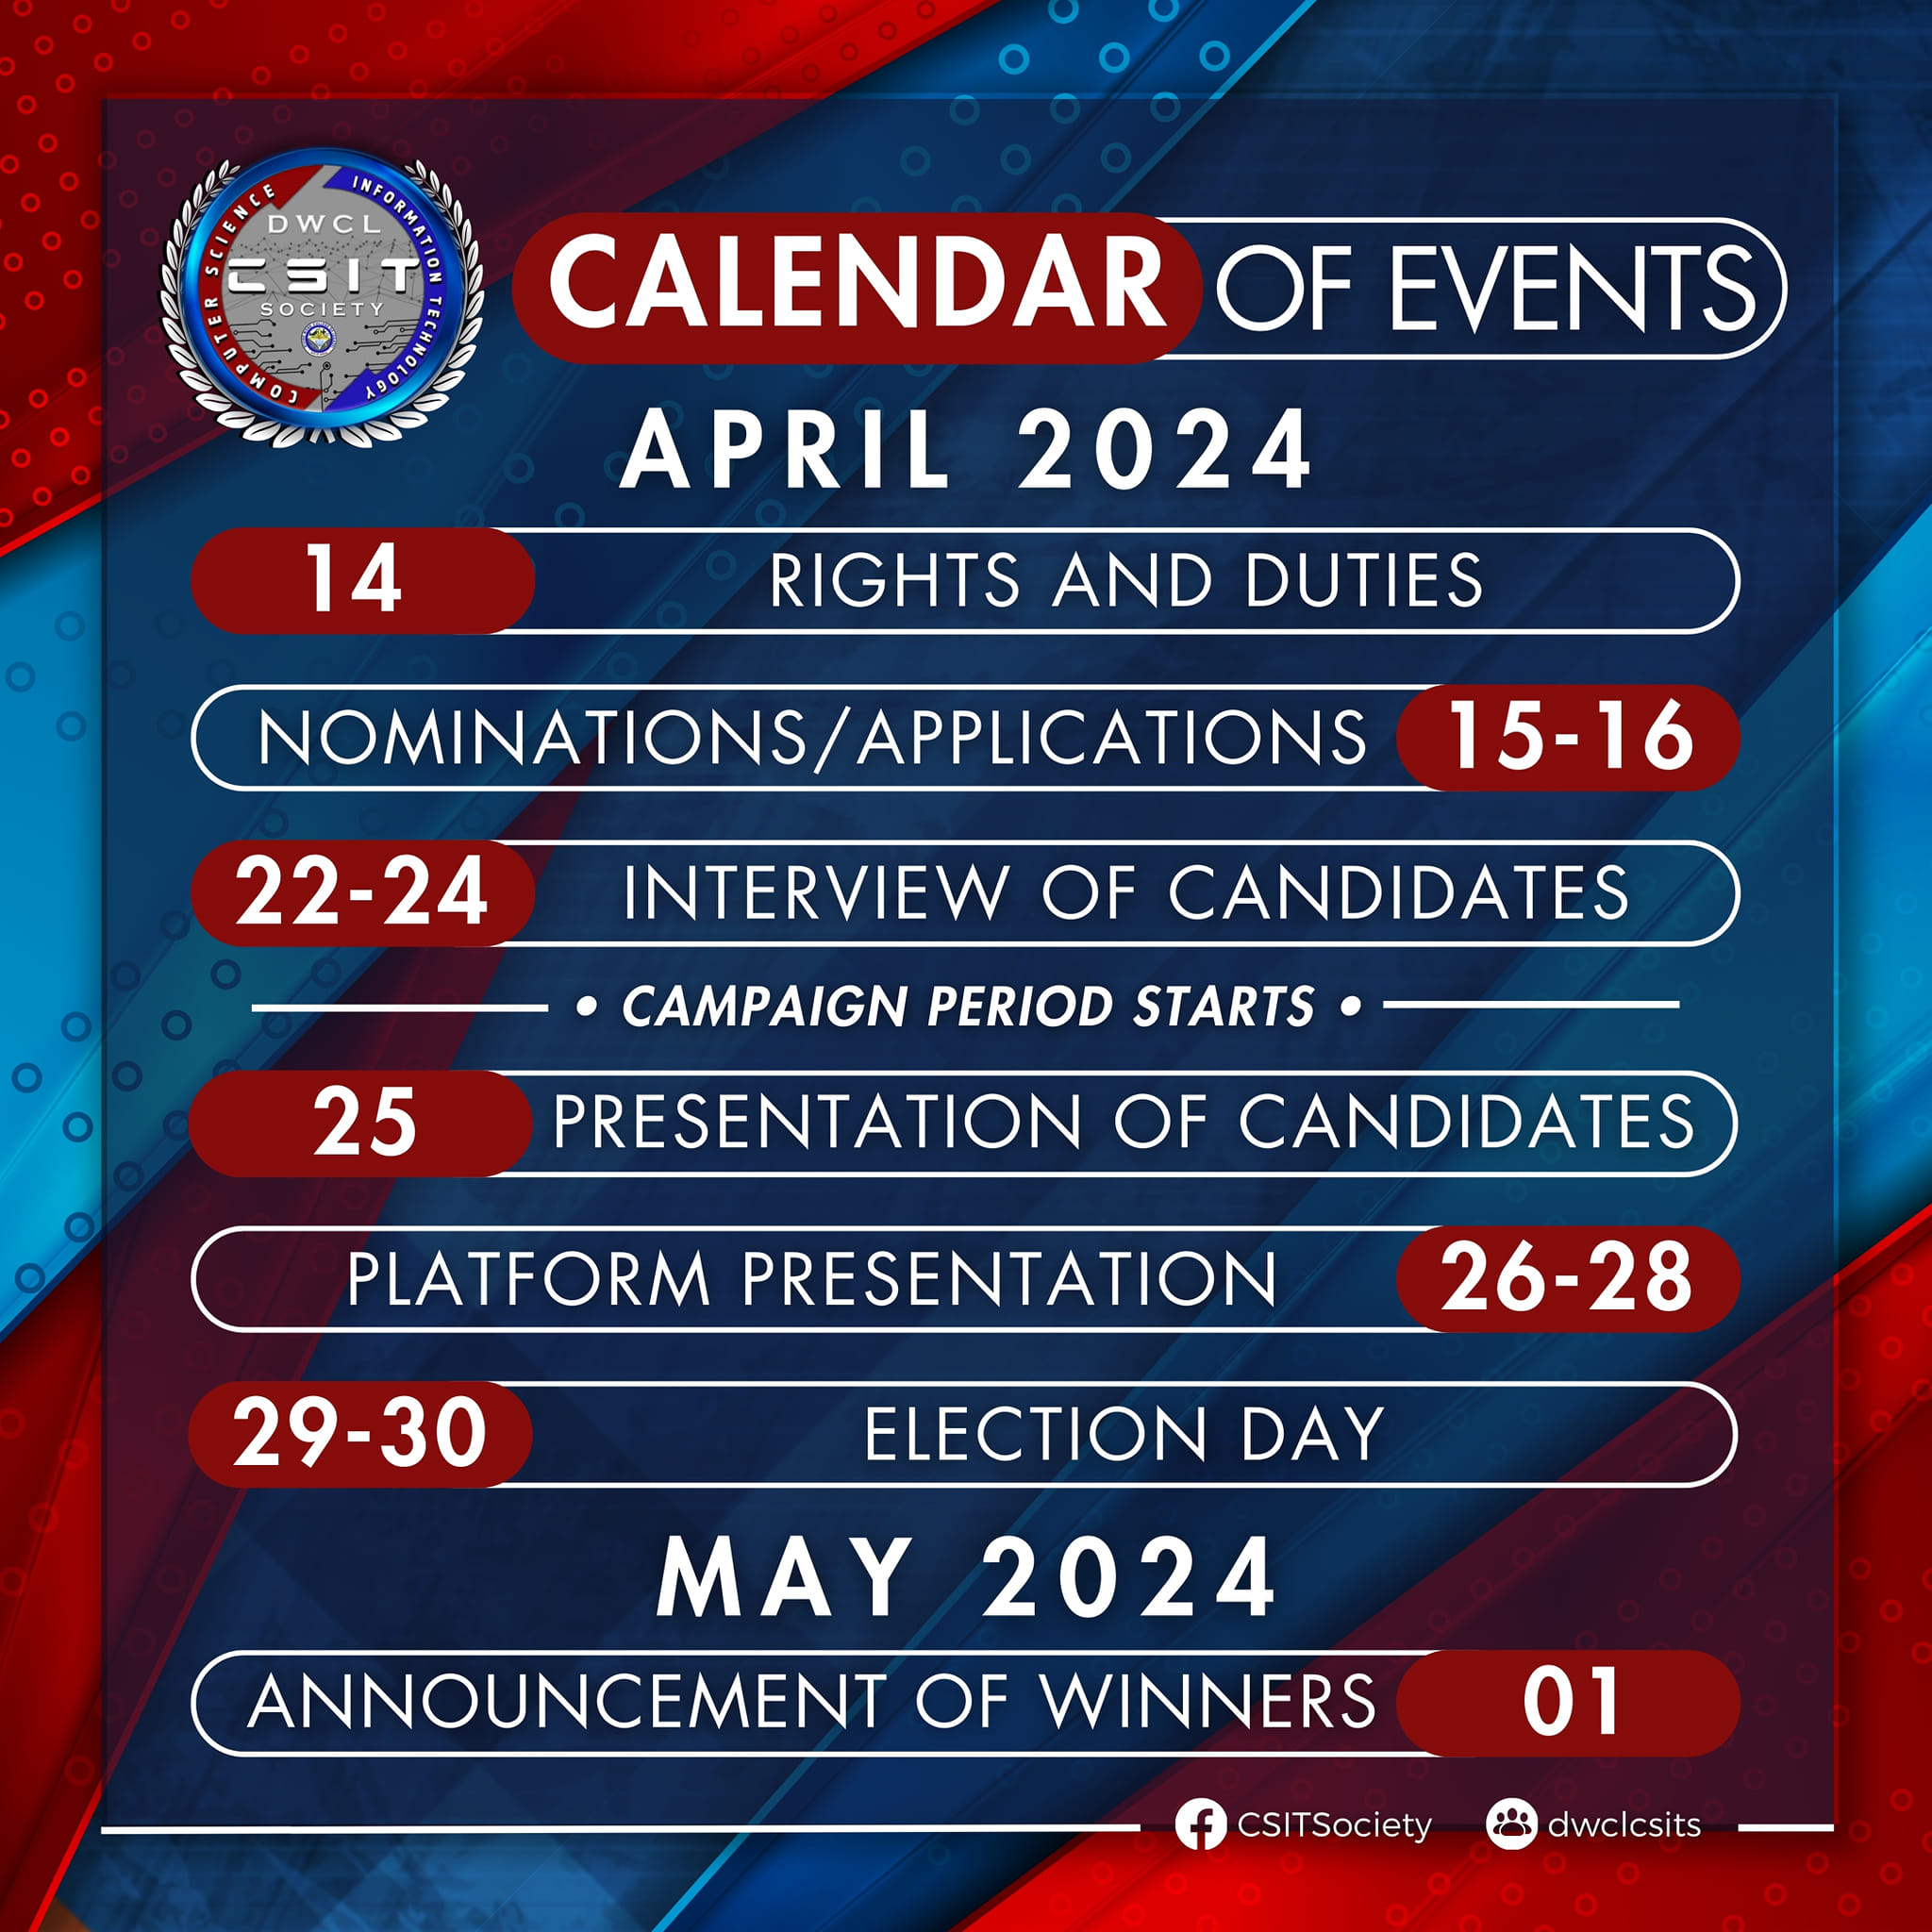 COMPUTER SCIENCE
INFORMATION TECHNOLOGY
DWCL
CSIT
SOCIETY
CALENDAR OF EVENTS
APRIL 2024
14 RIGHTS AND DUTIES
NOMINATIONS/APPLICATIONS 15-16
22-24 INTERVIEW OF CANDIDATES
• CAMPAIGN PERIOD STARTS •
25 PRESENTATION OF CANDIDATES
PLATFORM PRESENTATION 26-28
29-30 ELECTION DAY
MAY 2024
ANNOUNCEMENT OF WINNERS 01
CSITSociety dwclcsits